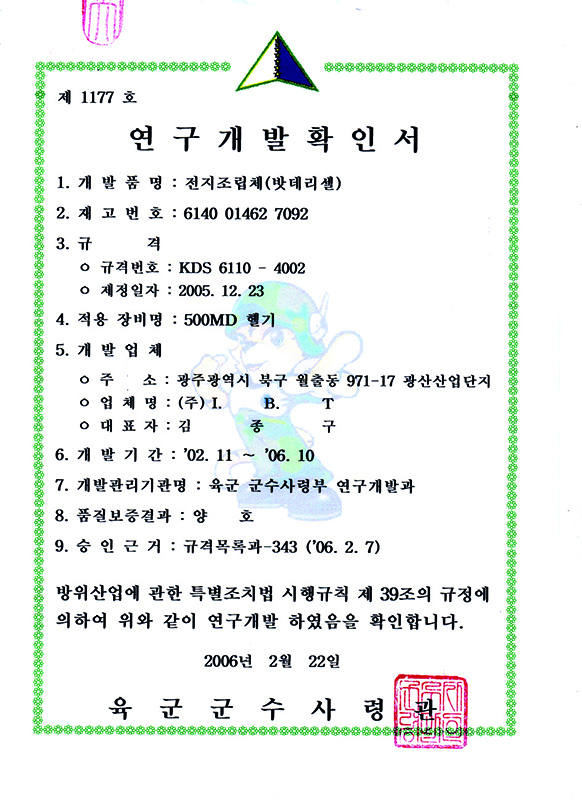 제 1177 호
연 구 개 발 확 인 서
1. 개 발 품 명 : 전지조립체(밧데리셀)
2. 재 고 번 호 : 6140 01462 7092
3. 규 격
ㅇ 규격번호 : KDS 6110 - 4002
ㅇ 제정일자 : 2005. 12. 23
4. 적용 장비명 : 500MD 헬기
5. 개 발 업 체
ㅇ 주 소 : 광주광역시 북구 월출동 971-17 광산산업단지
ㅇ 업 체 명 : (주) I. B. T
ㅇ 대 표 자 : 김 종 구
6. 개 발 기 간 : '02. 11 ~ '06. 10
7. 개발관리기관명 : 육군 군수사령부 연구개발과
8. 품질보증결과 : 양 호
9. 승 인 근 거 : 규격목록과-343 ('06. 2. 7)
방위산업에 관한 특별조치법 시행규칙 제 39조의 규정에
의하여 위와 같이 연구개발 하였음을 확인합니다.
2006년 2월 22일
육 군 군 수 사 령 관